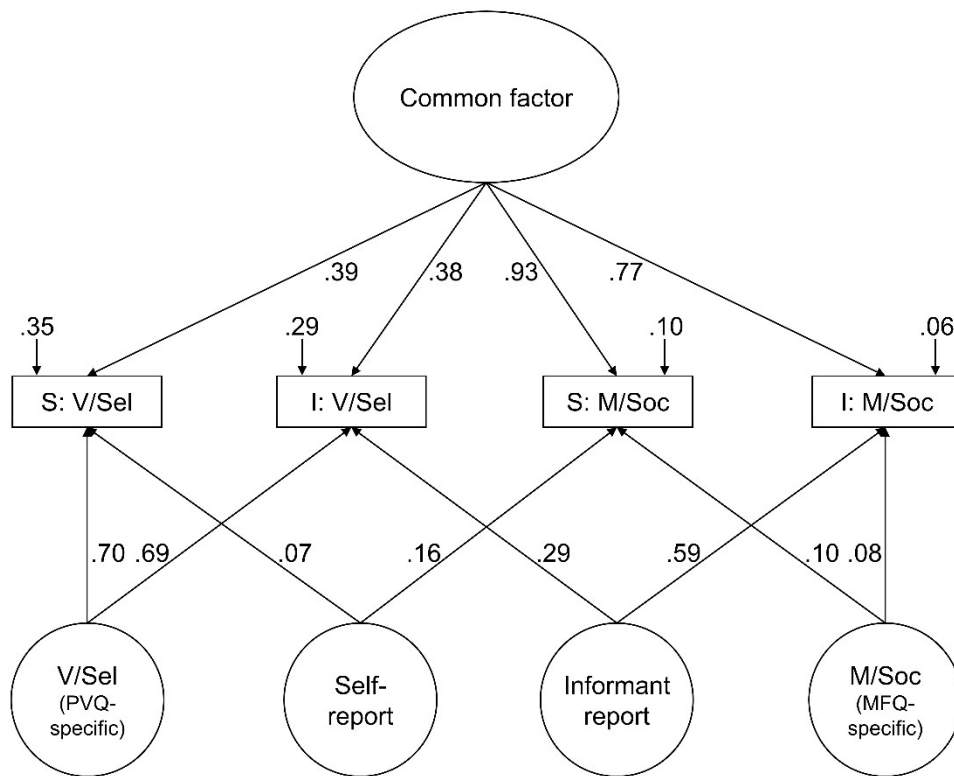 Common factor
.39
.38
.93
.77
.35
.29
.10
.06
S: V/Sel
I: V/Sel
S: M/Soc
I: M/Soc
.70
.69
.07
.16
.29
.59
.10
.08
V/Sel
(PVQ-
specific)
Self-
report
Informant
report
M/Soc
(MFQ-
specific)